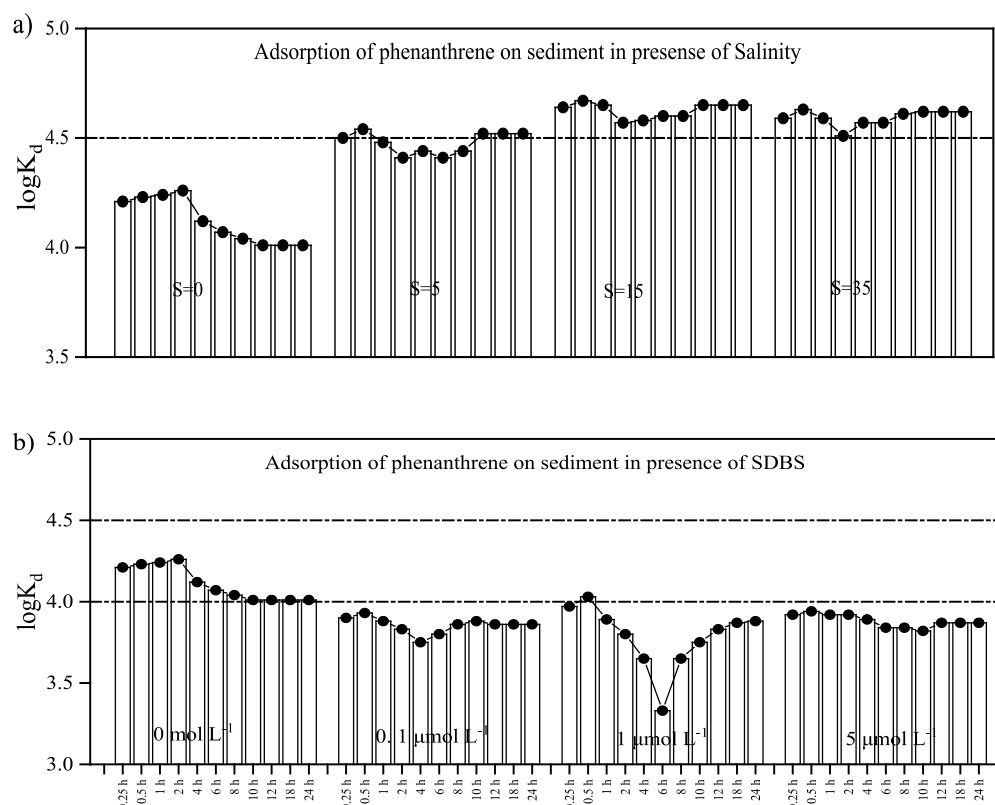 a)
5.0
Adsorption of phenanthrene on sediment in presense of Salinity
4.5
logKd
4.0
S=0 S=5 S=15 S=35
3.5
b)
5.0
Adsorption of phenanthrene on sediment in presence of SDBS
4.5
logKd
4.0
3.5
0 mol L-1 0. 1 μmol L-1 1 μmol L-1 5 μmol L-1
3.0
.25 h 0.5 h 1 h 2 h 4 h 6 h 8 h 10 h 12 h 18 h 24 h .25 h 0.5 h 1 h 2 h 4 h 6 h 8 h 10 h 12 h 18 h 24 h .25 h 0.5 h 1 h 2 h 4 h 6 h 8 h 10 h 12 h 18 h 24 h .25 h 0.5 h 1 h 2 h 4 h 6 h 8 h 10 h 12 h 18 h 24 h